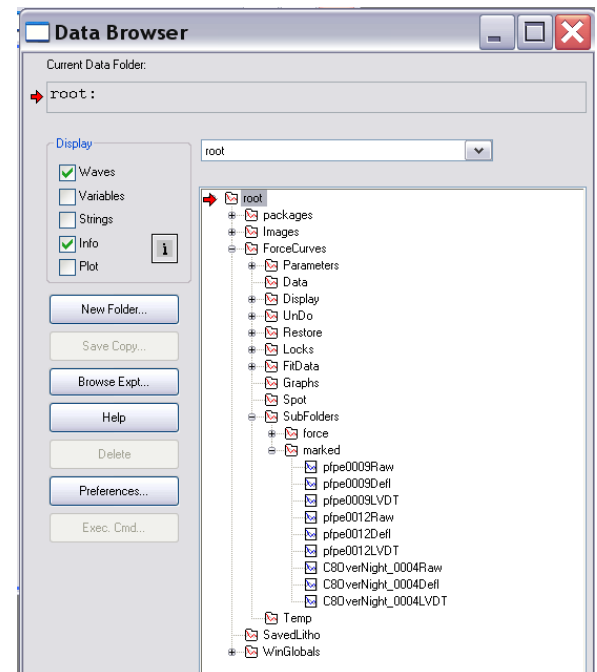 Data Browser
Current Data Folder:
root:
Display
Waves
Variables
Strings
Info
i
Plot
New Folder...
Save Copy...
Browse Expt...
Help
Delete
Preferences...
Exec. Cmd...
root
root
packages
Images
ForceCurves
Parameters
Data
Display
UnDo
Restore
Locks
FitData
Graphs
Spot
SubFolders
force
marked
pfpe0009Raw
pfpe0009Defl
pfpe0009LVDT
pfpe0012Raw
pfpe0012Defl
pfpe0012LVDT
C8OverNight_0004Raw
C8OverNight_0004Defl
C8OverNight_0004LVDT
Temp
SavedLitho
WinGlobals